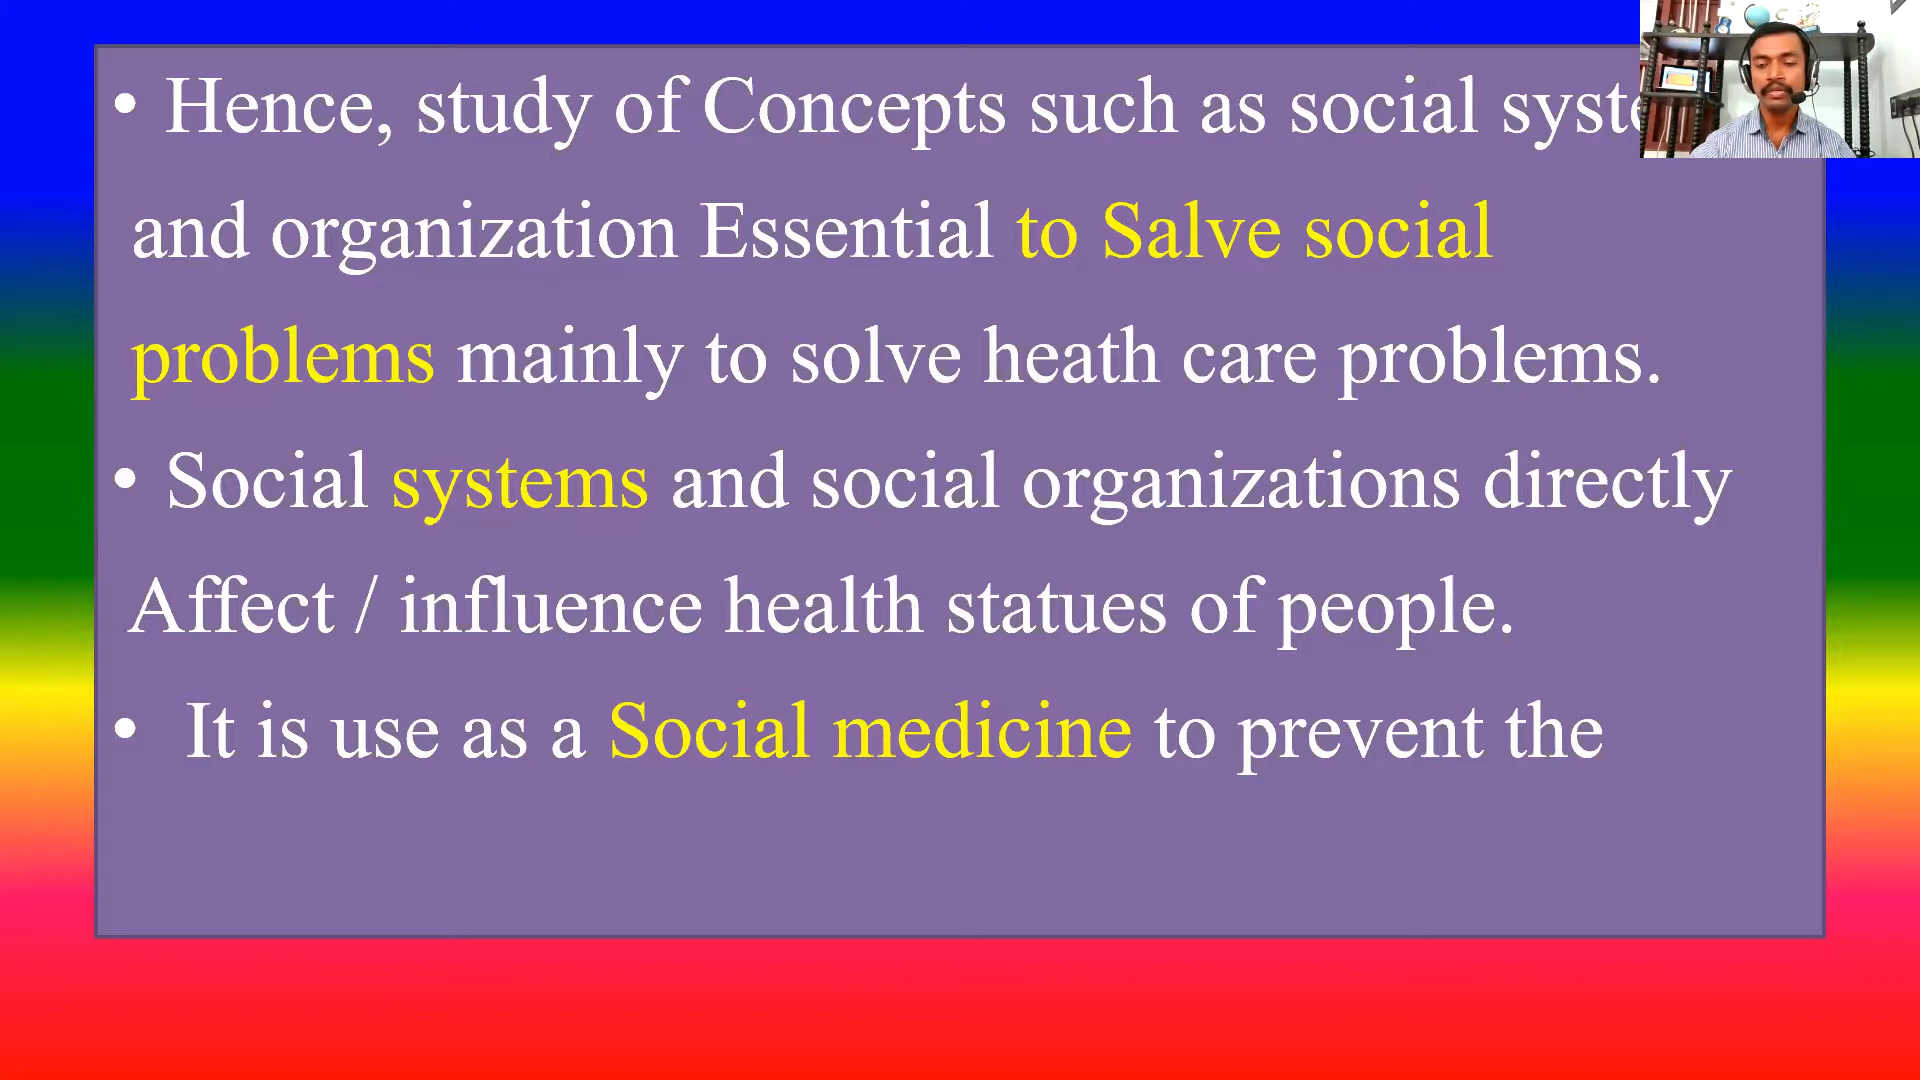 • Hence, study of Concepts such as social
and organization Essential to Salve social
problems mainly to solve heath care problems.
• Social systems and social organizations directly
Affect / influence health statues of people.
• It is use as a Social medicine to prevent the